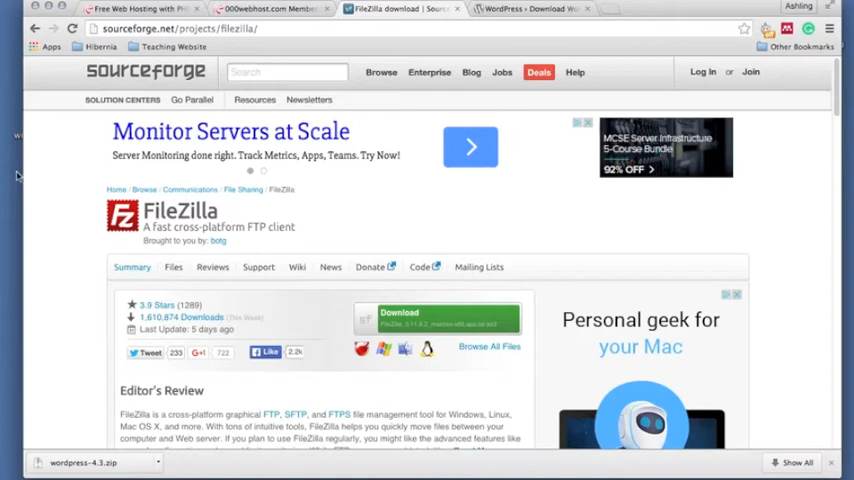 Free Web Hosting with PHP
000webhost.com Membe
FileZilla download | Source
WordPress › Download Wo
Ashling
sourceforge.net/projects/filezilla/
Apps
Hibernia
Teaching Website
Other Bookmarks
sourceforge
Search
Browse
Enterprise
Blog
Jobs
Deals
Help
Log In or Join
SOLUTION CENTERS
Go Parallel
Resources
Newsletters
Monitor Servers at Scale
Server Monitoring done right. Track Metrics, Apps, Teams. Try Now!
MCSE Server Infrastructure
5-Course Bundle
92% OFF
Home / Browse / Communications / File Sharing / FileZilla
Fz
FileZilla
A fast cross-platform FTP client
Brought to you by: botg
Summary
Files
Reviews
Support
Wiki
News
Donate
Code
Mailing Lists
3.9 Stars (1289)
1,610,874 Downloads (This Week)
Last Update: 5 days ago
sf
Download
Browse All Files
Tweet
233
G+1
722
Like
2.2k
Personal geek for
your Mac
Editor's Review
FileZilla is a cross-platform graphical FTP, SFTP, and FTPS file management tool for Windows, Linux,
Mac OS X, and more. With tons of intuitive tools, FileZilla helps you quickly move files between your
computer and Web server. If you plan to use FileZilla regularly, you might like the advanced features like
wordpress-4.3.zip
Show All